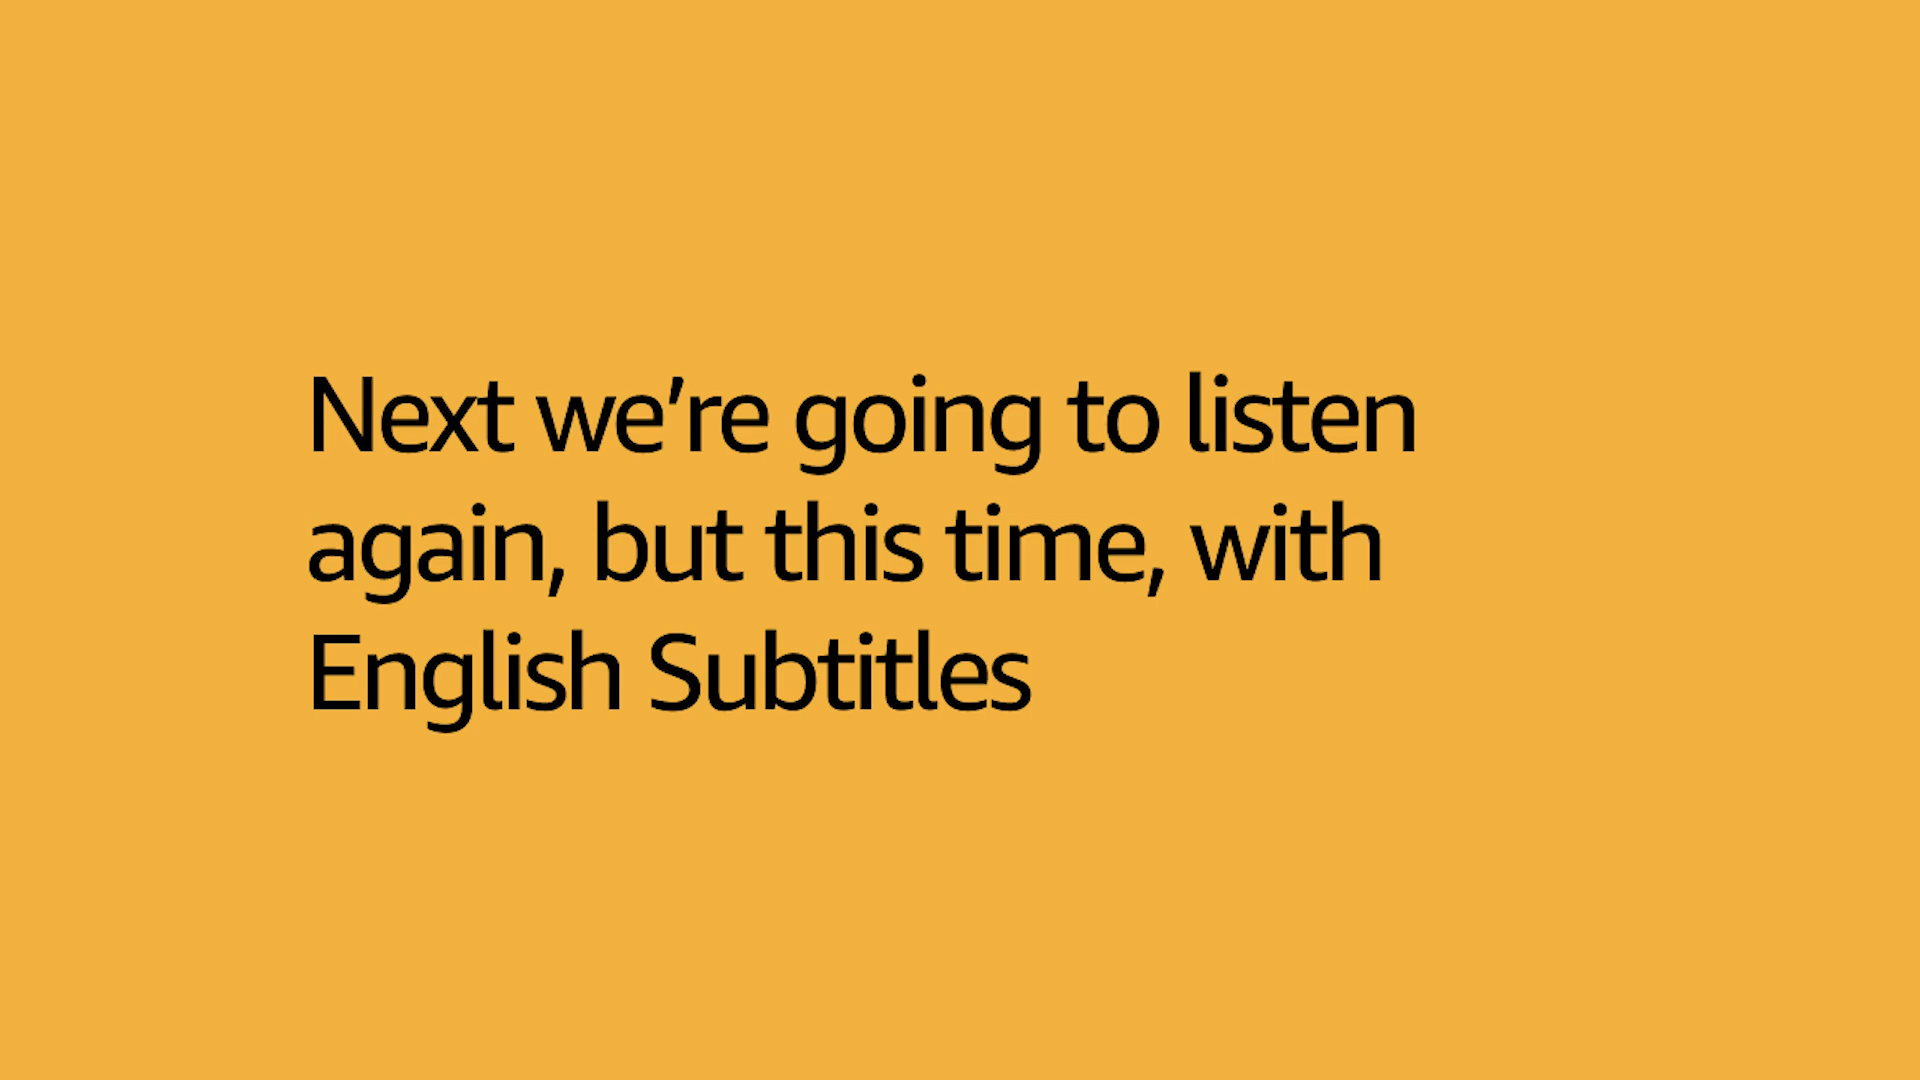 Next we’re going to listen
again, but this time, with
English Subtitles